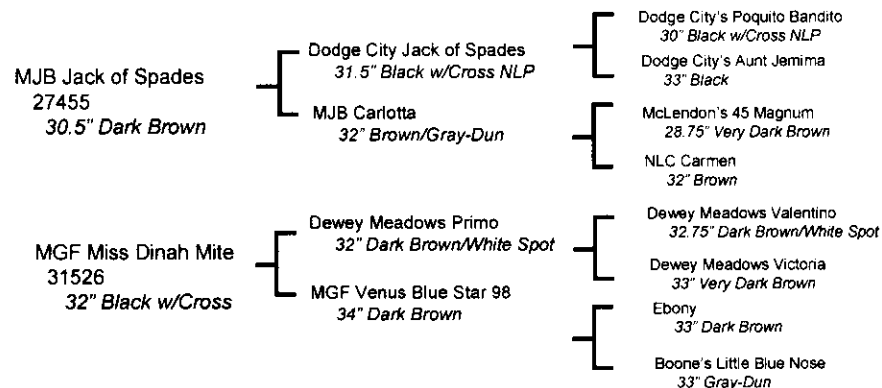 MJB Jack of Spades
27455
30.5" Dark Brown
Dodge City Jack of Spades
31.5" Black w/Cross NLP
MJB Carlotta
32" Brown/Gray-Dun
Dodge City's Poquito Bandito
30" Black w/Cross NLP
Dodge City's Aunt Jemima
33" Black
McLendon's 45 Magnum
28.75" Very Dark Brown
NLC Carmen
32" Brown
MGF Miss Dinah Mite
31526
32" Black w/Cross
Dewey Meadows Primo
32" Dark Brown/White Spot
MGF Venus Blue Star 98
34" Dark Brown
Dewey Meadows Valentino
32.75" Dark Brown/White Spot
Dewey Meadows Victoria
33" Very Dark Brown
Ebony
33" Dark Brown
Boone's Little Blue Nose
33" Gray-Dun